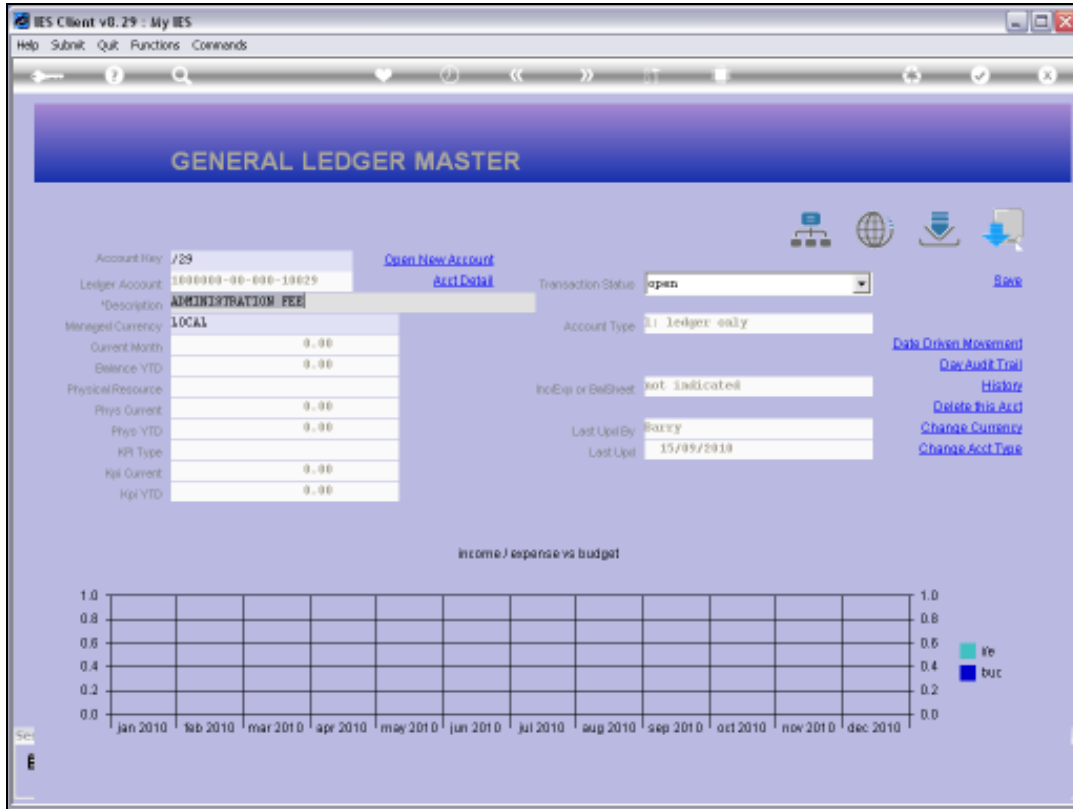 IES Client v8.29 : My IES
Help Submit Quit Functions Commands
GENERAL LEDGER MASTER
Account Key /29 Open New Account
Ledger Account 1000000-00-000-10029 Acct Detail Transaction Status open Save
*Description ADMINISTRATION FEE
Managed Currency LOCAL Account Type 1: ledger only
Current Month 0.00 Date Driven Movement
Balance YTD 0.00 Day Audit Trail
Physical Resource Inc/Exp or BalSheet not indicated History
Phys Current 0.00 Delete this Acct
Phys YTD 0.00 Last Upd By Barry Change Currency
KPI Type Last Upd 15/09/2010 Change Acct Type
Kpi Current 0.00
Kpi YTD 0.00
income / expense vs budget
1.0 1.0
0.8 0.8
0.6 0.6
0.4 0.4
0.2 0.2
0.0 0.0
i/e
buc
jan 2010 feb 2010 mar 2010 apr 2010 may 2010 jun 2010 jul 2010 aug 2010 sep 2010 oct 2010 nov 2010 dec 2010